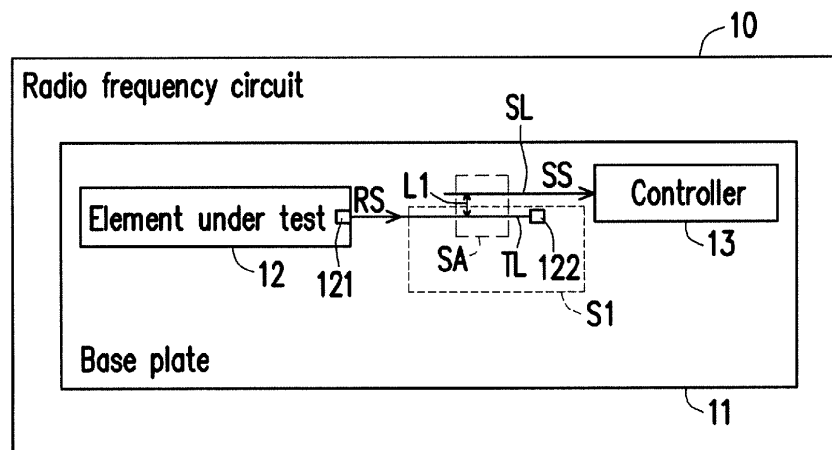 10
Radio frequency circuit
SL
L1
SS
Controller
Element under test
RS
SA
TL
122
13
12
121
S1
Base plate
11